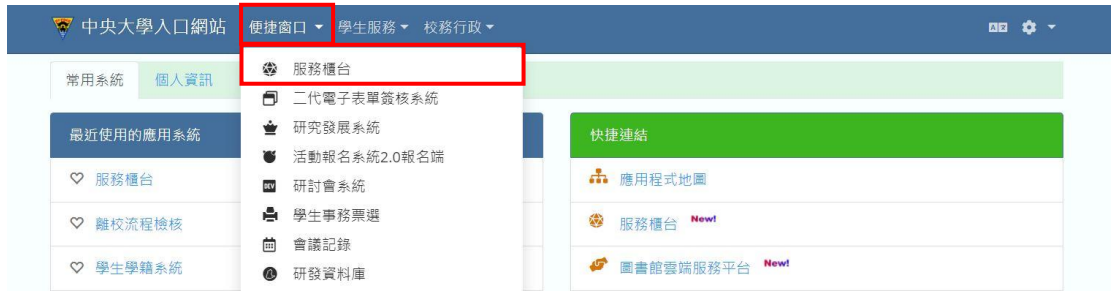 中央大學入口網站 便捷窗口 學生服務 校務行政
常用系統 個人資訊
服務櫃台
二代電子表單簽核系統
研究發展系統
活動報名系統2.0報名端
研討會系統
學生事務票選
會議記錄
研發資料庫
最近使用的應用系統
服務櫃台
離校流程檢核
學生學籍系統
快捷連結
應用程式地圖
服務櫃台 New!
圖書館雲端服務平台 New!